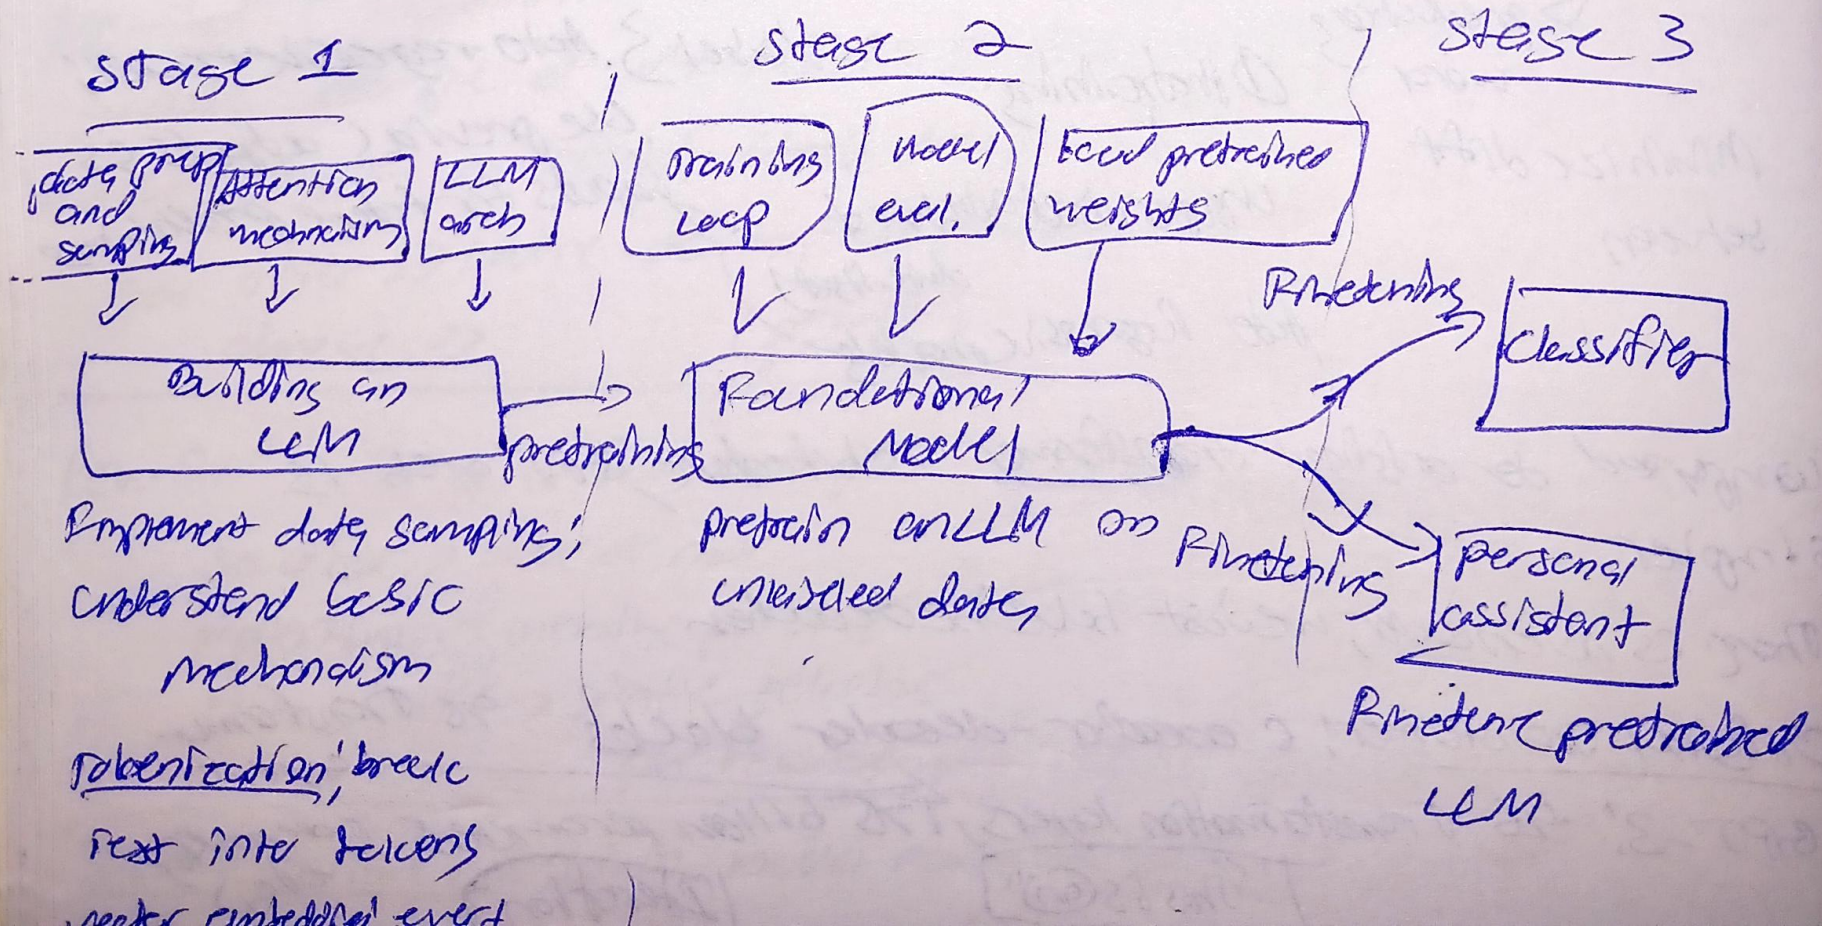 Stage 1
data prep
and
sampling
Attention
mechanism
LLM
arch
Building an
LLM
pretraining
Implement data sampling;
understand basic
mechanism
Tokenization; break
Text into tokens
Stage 2
Training
Loop
Model
eval.
Load pretrained
weights
Foundational
Model
pretrain an LLM on
unlabeled data
Stage 3
Finetuning
Classifier
Finetuning
personal
assistant
Finetune pretrained
LLM